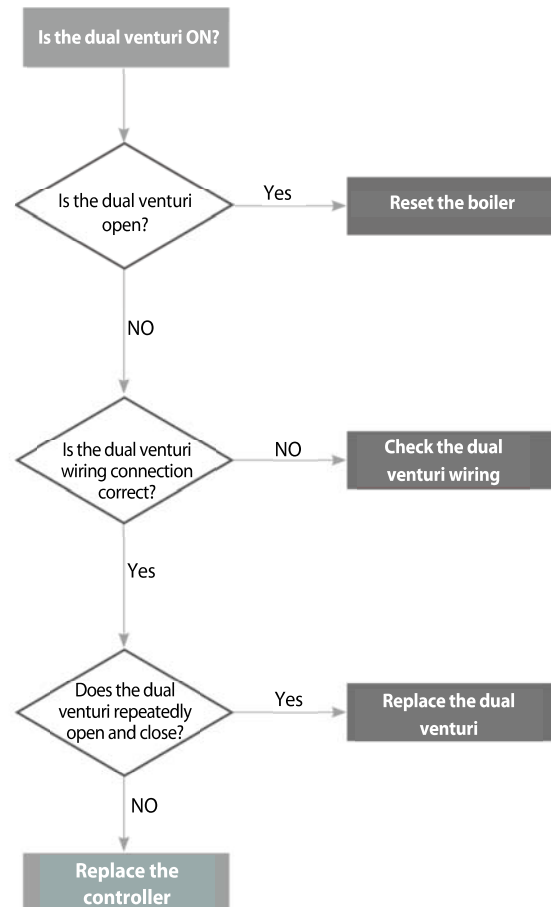 Is the dual venturi ON?
Is the dual venturi
open?
Yes
Reset the boiler
NO
Is the dual venturi
wiring connection
correct?
NO
Check the dual
venturi wiring
Yes
Does the dual
venturi repeatedly
open and close?
Yes
Replace the dual
venturi
NO
Replace the
controller